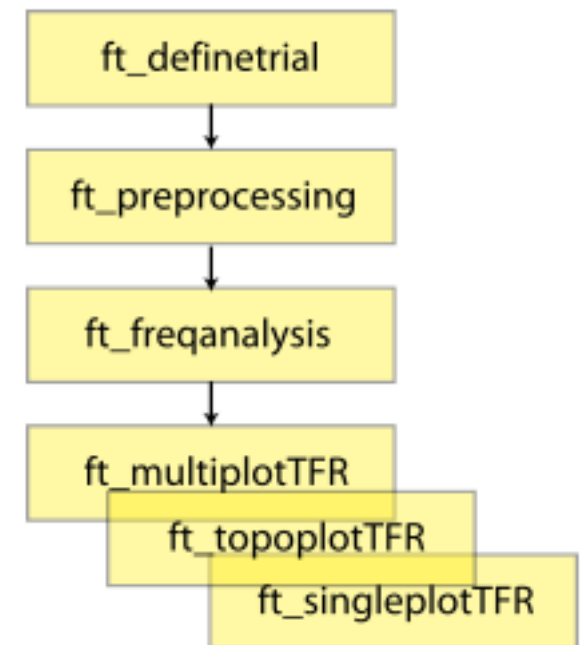 ft_definetrial
ft_preprocessing
ft_freqanalysis
ft_multiplotTFR
ft_topoplotTFR
ft_singleplotTFR